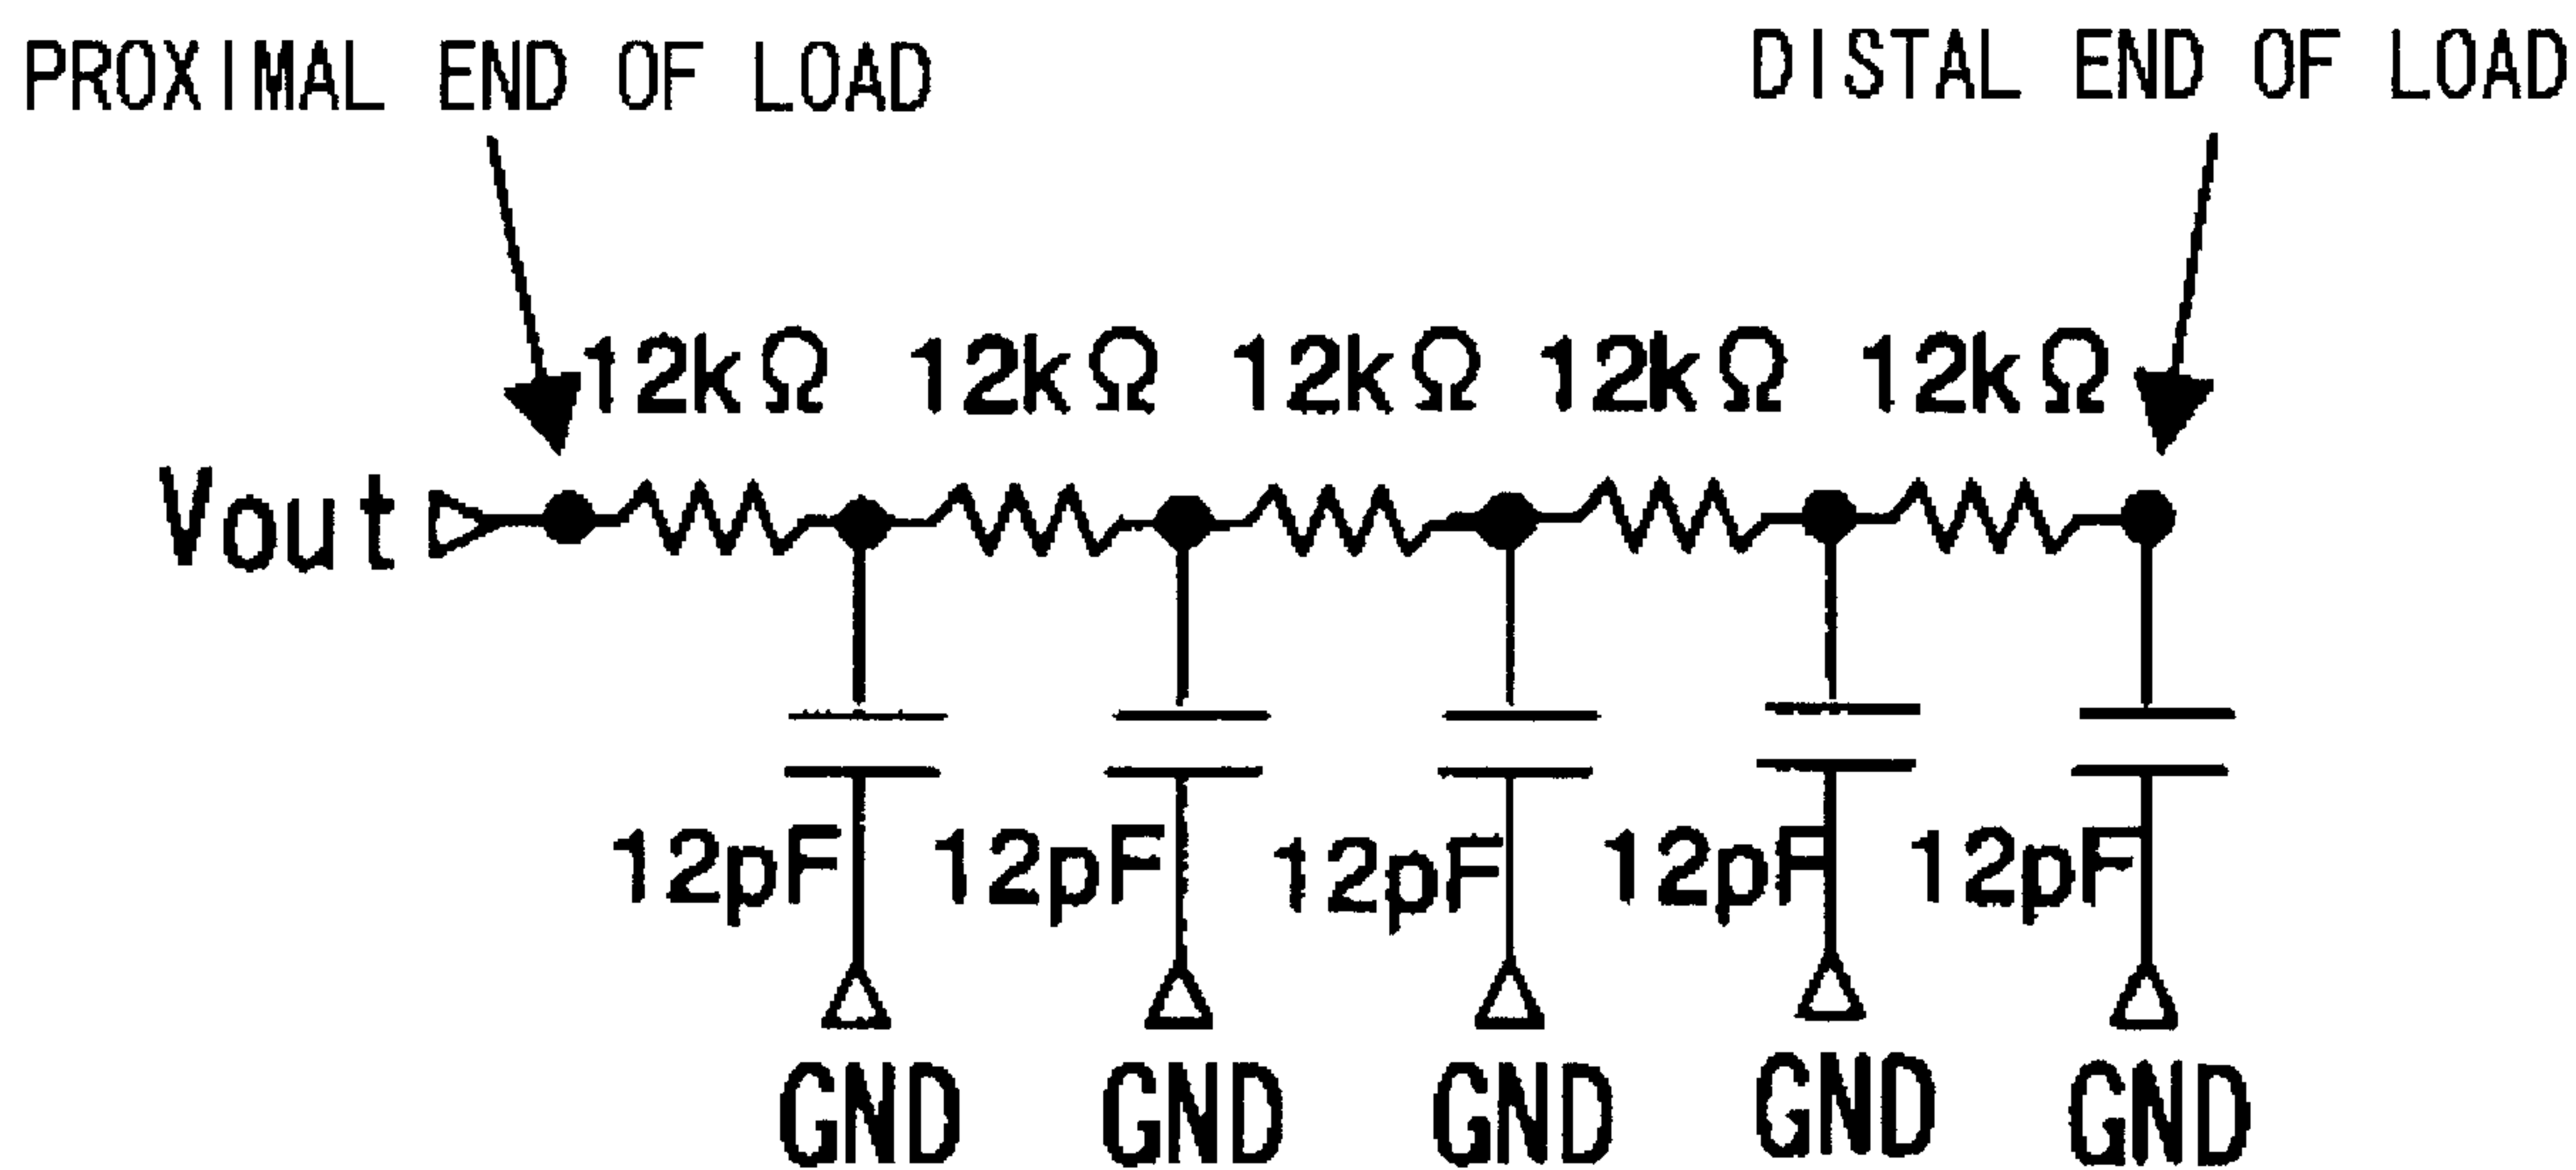 PROXIMAL END OF LOAD DISTAL END OF LOAD
12kΩ 12kΩ 12kΩ 12kΩ 12kΩ
Vout
12pF 12pF 12pF 12pF 12pF
GND GND GND GND GND